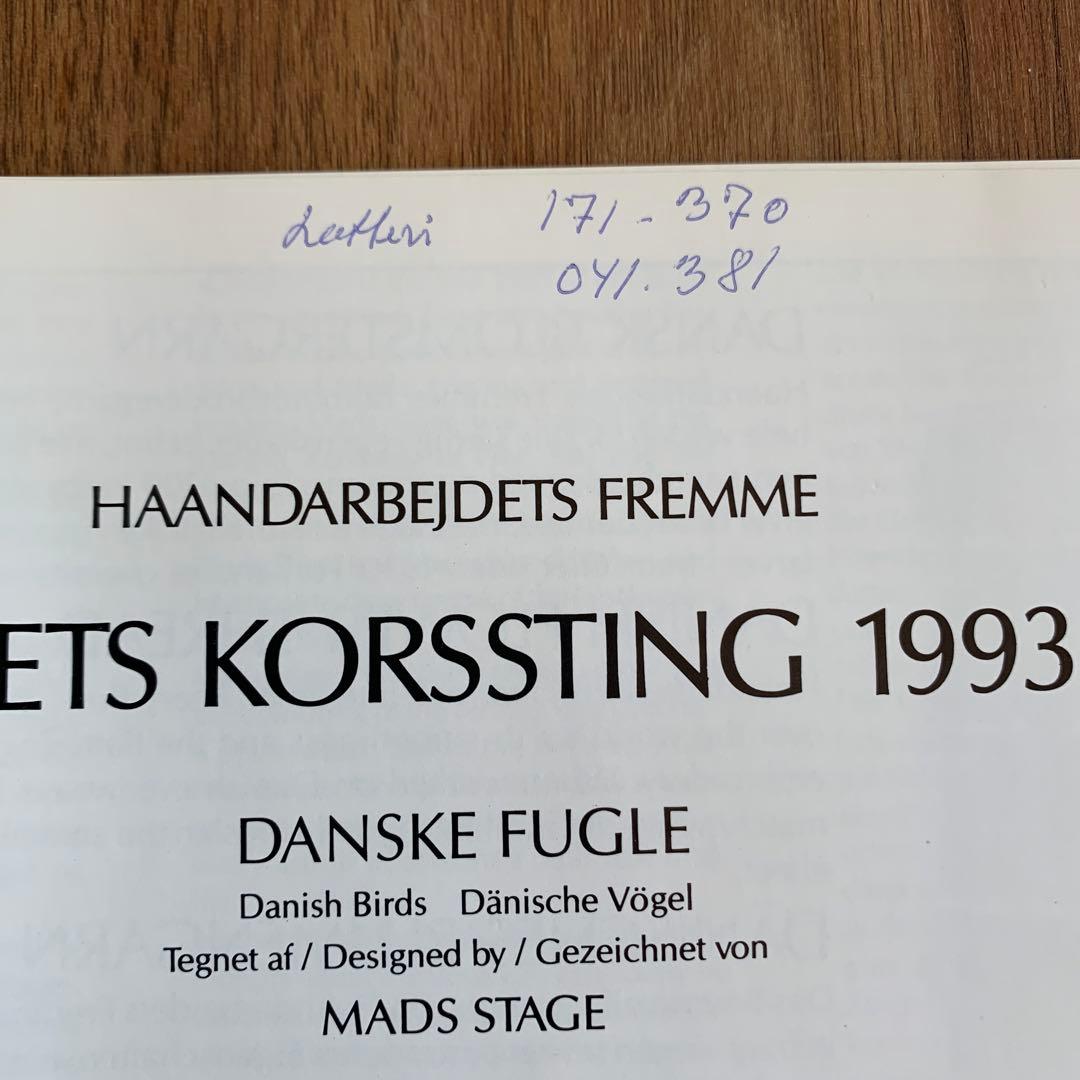 171 - 370
041.381
HAANDARBEJDETS FREMME
ETS KORSSTING 1993
DANSKE FUGLE
Danish Birds Dänische Vögel
Tegnet af / Designed by / Gezeichnet von
MADS STAGE